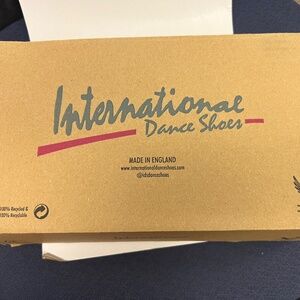 International
Dance Shoes
MADE IN ENGLAND
www.internationaldanceshoes.com
@idsdanceshoes
100% Recycled &
100% Recyclable